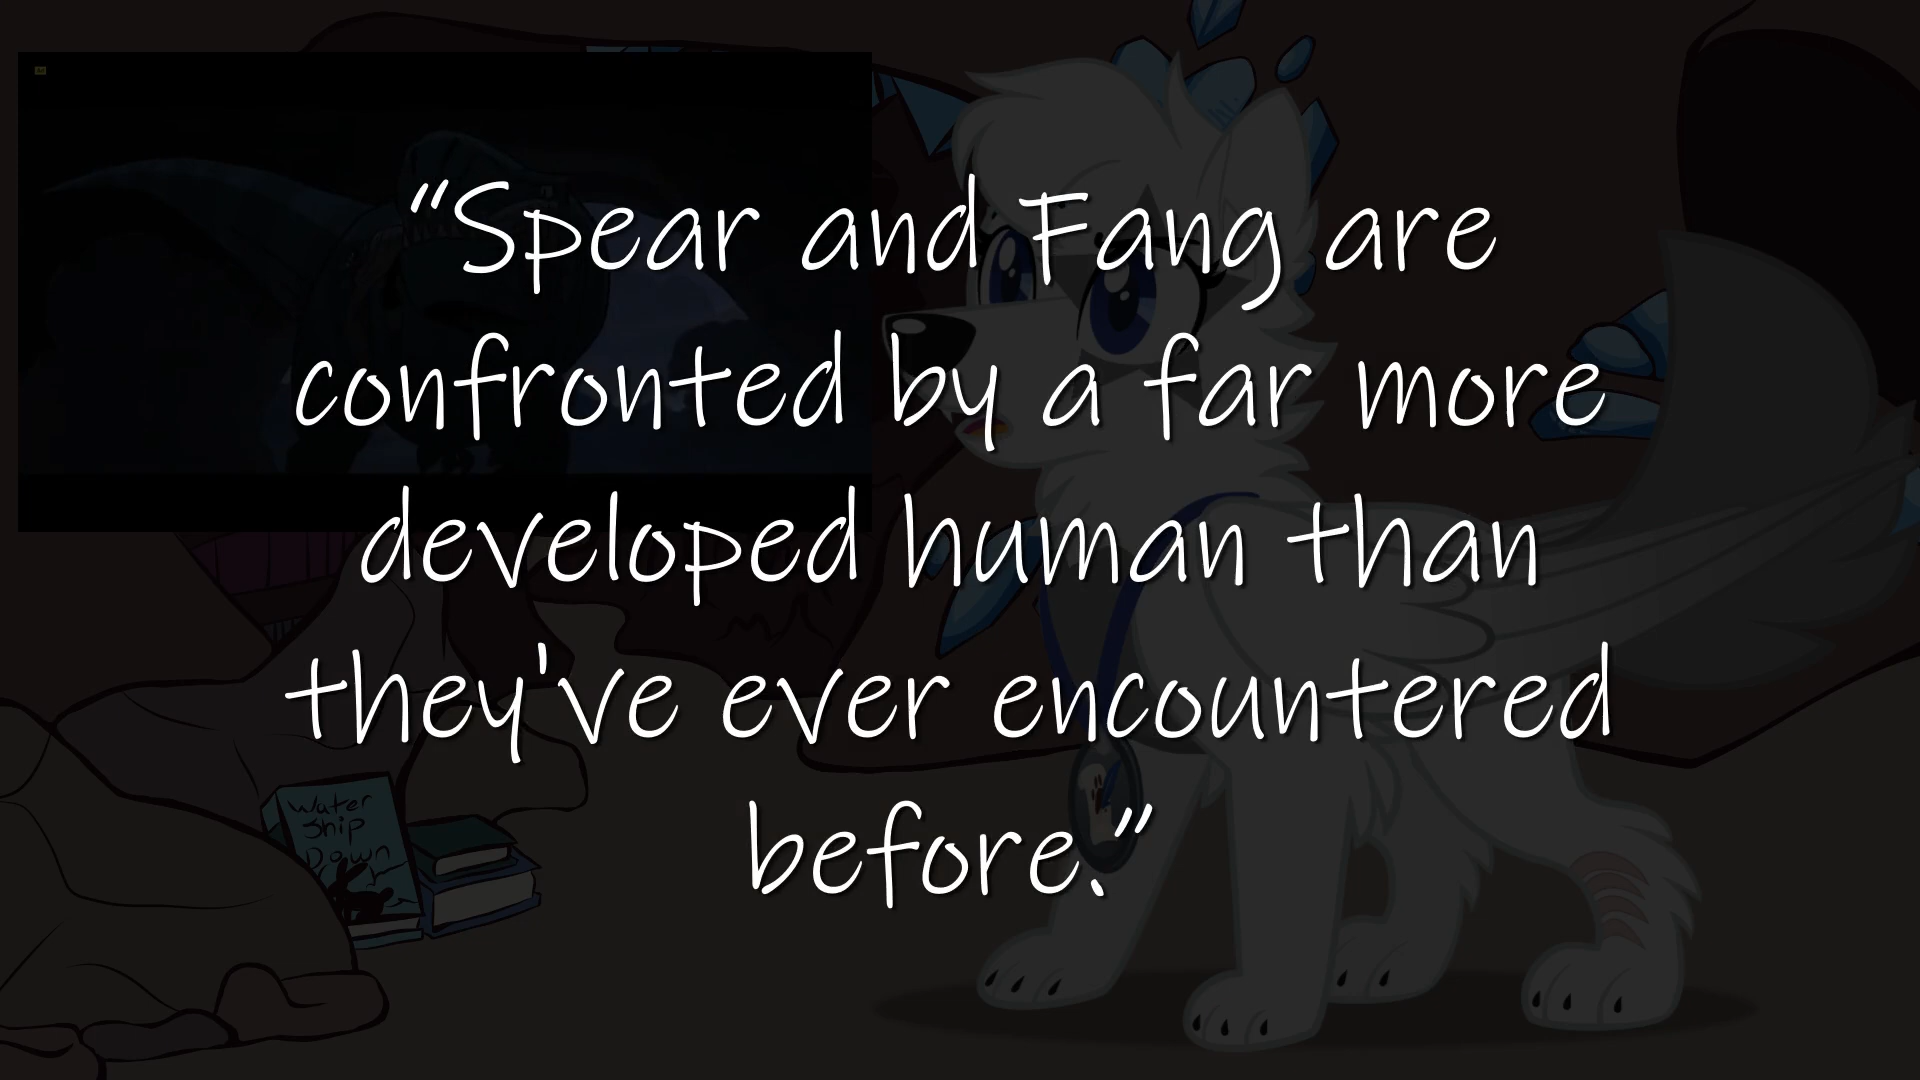 “Spear and Fang are
confronted by a far more
developed human than
they've ever encountered
before.”
Water
Ship
Down